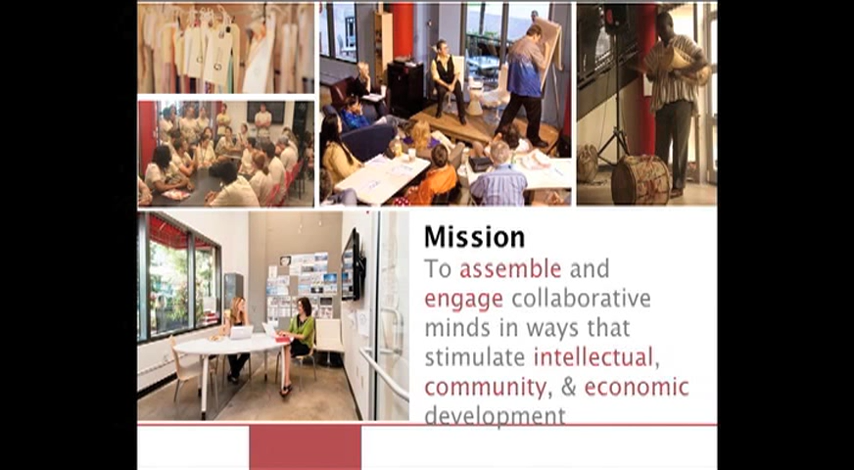 Mission
To assemble and
engage collaborative
minds in ways that
stimulate intellectual,
community, & economic
development